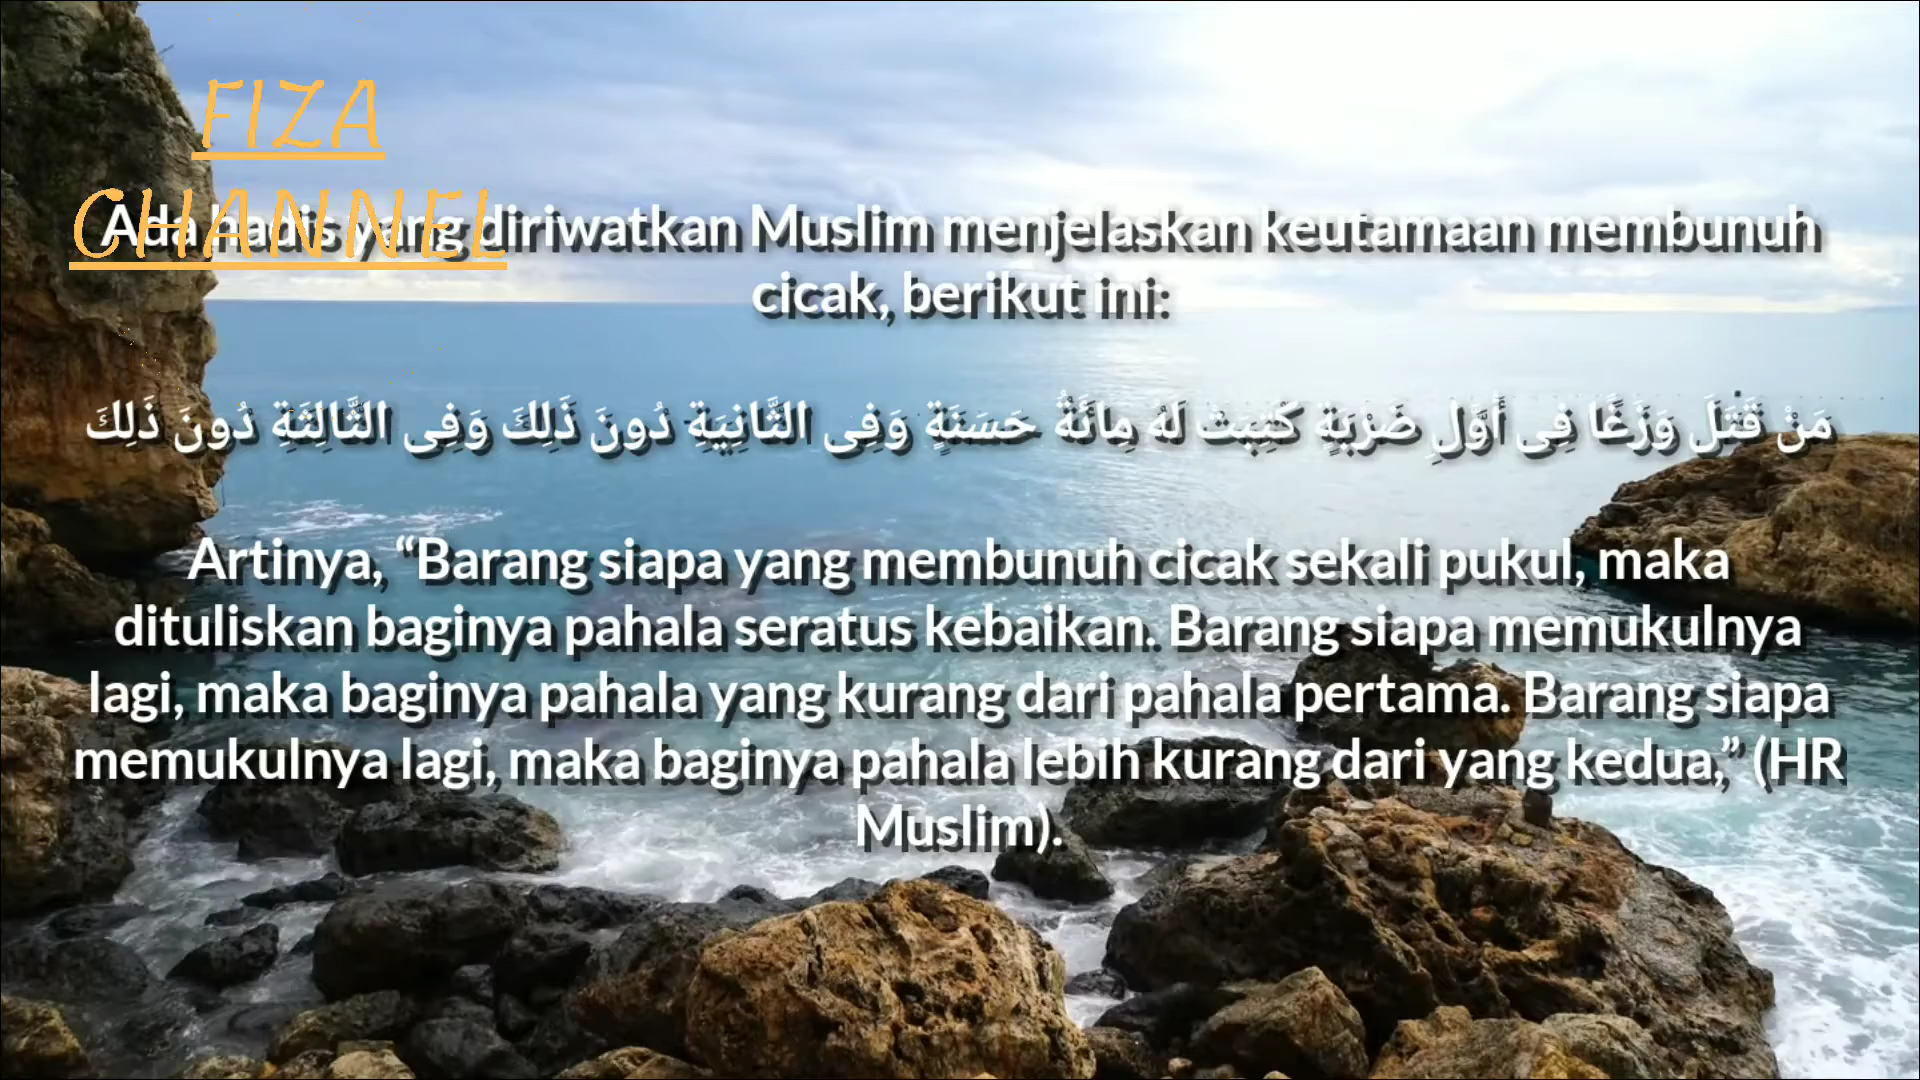 FIZA
CHANNEL
Ada hadis yang diriwatkan Muslim menjelaskan keutamaan membunuh
cicak, berikut ini:
مَنْ قَتَلَ وَزَغًا فِى أَوَّلِ ضَرْبَةٍ كُتِبَتْ لَهُ مِائَةُ حَسَنَةٍ وَفِى الثَّانِيَةِ دُونَ ذَلِكَ وَفِى الثَّالِثَةِ دُونَ ذَلِكَ
Artinya, “Barang siapa yang membunuh cicak sekali pukul, maka
dituliskan baginya pahala seratus kebaikan. Barang siapa memukulnya
lagi, maka baginya pahala yang kurang dari pahala pertama. Barang siapa
memukulnya lagi, maka baginya pahala lebih kurang dari yang kedua,” (HR
Muslim).